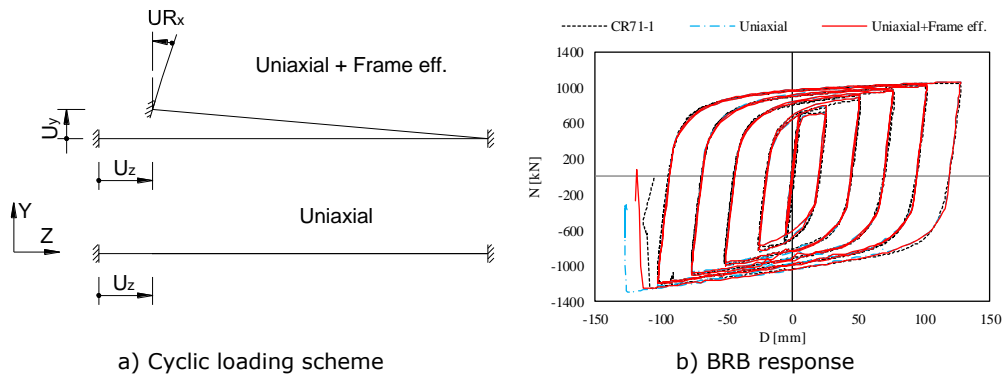 URx
Uniaxial + Frame eff.
Uy
Uz
Uniaxial
Y
Z
Uz
a) Cyclic loading scheme
CR71-1 Uniaxial Uniaxial+Frame eff.
1400
1000
600
200
-200
-600
-1000
-1400
N [kN]
-150 -100 -50 0 50 100 150
D [mm]
b) BRB response